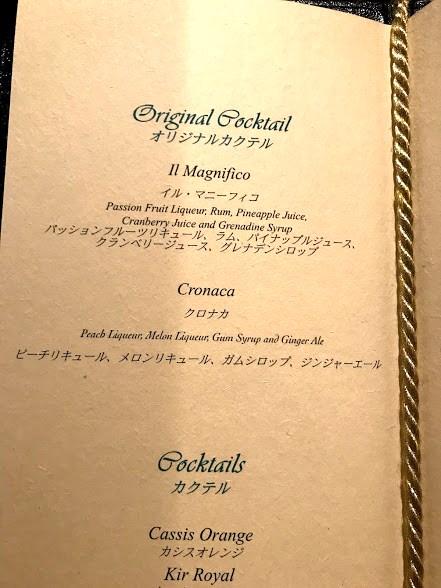 Original Cocktail
オリジナルカクテル
Il Magnifico
イル・マニーフィコ
Passion Fruit Liqueur, Rum, Pineapple Juice,
Cranberry Juice and Grenadine Syrup
パッションフルーツリキュール、ラム、パイナップルジュース、
クランベリージュース、グレナデンシロップ
Cronaca
クロナカ
Peach Liqueur, Melon Liqueur, Gum Syrup and Ginger Ale
ピーチリキュール、メロンリキュール、ガムシロップ、ジンジャーエール
Cocktails
カクテル
Cassis Orange
カシスオレンジ
Kir Royal